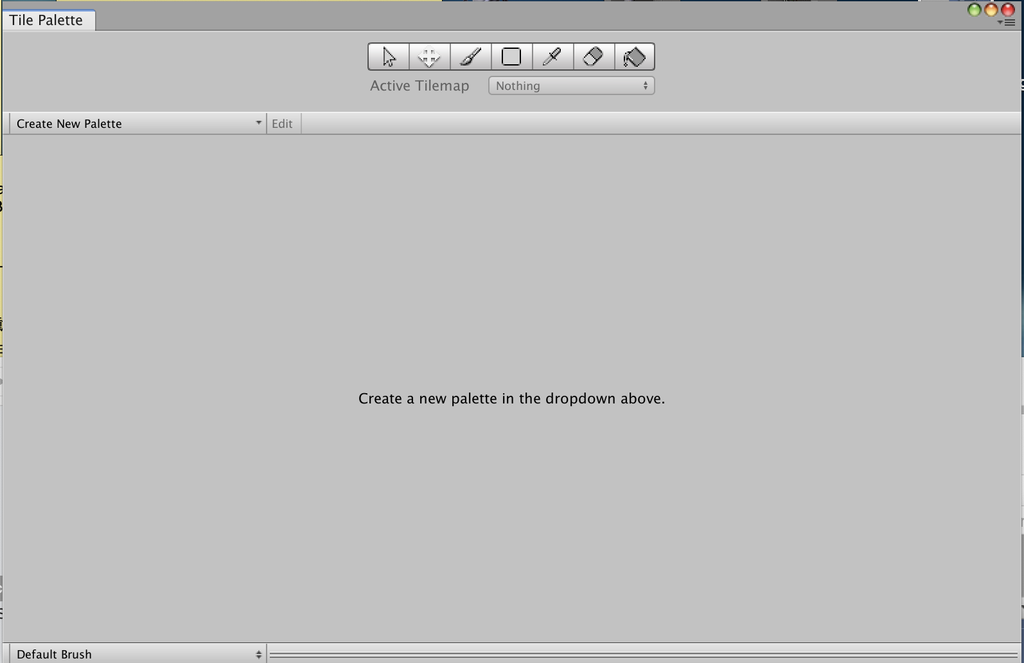 Tile Palette
Active Tilemap Nothing
Create New Palette Edit
Create a new palette in the dropdown above.
Default Brush